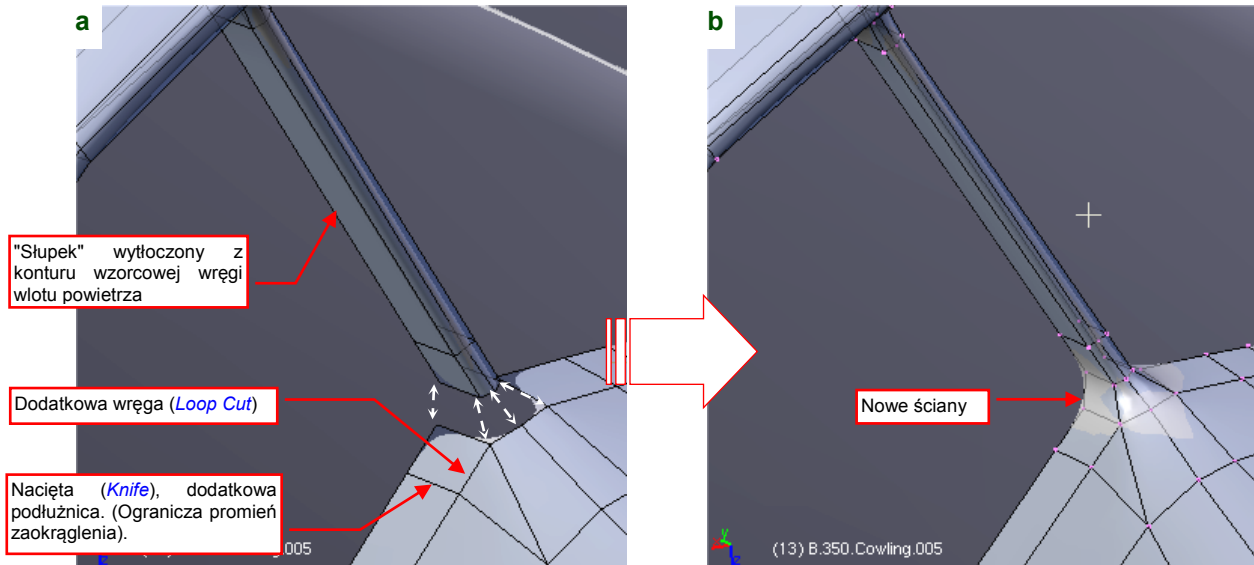 a
b
"Słupek" wytłoczony z
konturu wzorcowej wręgi
wlotu powietrza
Dodatkowa wręga (Loop Cut)
Nowe ściany
Nacięta (Knife), dodatkowa
podłużnica. (Ogranicza promień
zaokrąglenia).
g.005
y
(13) B.350.Cowling.005